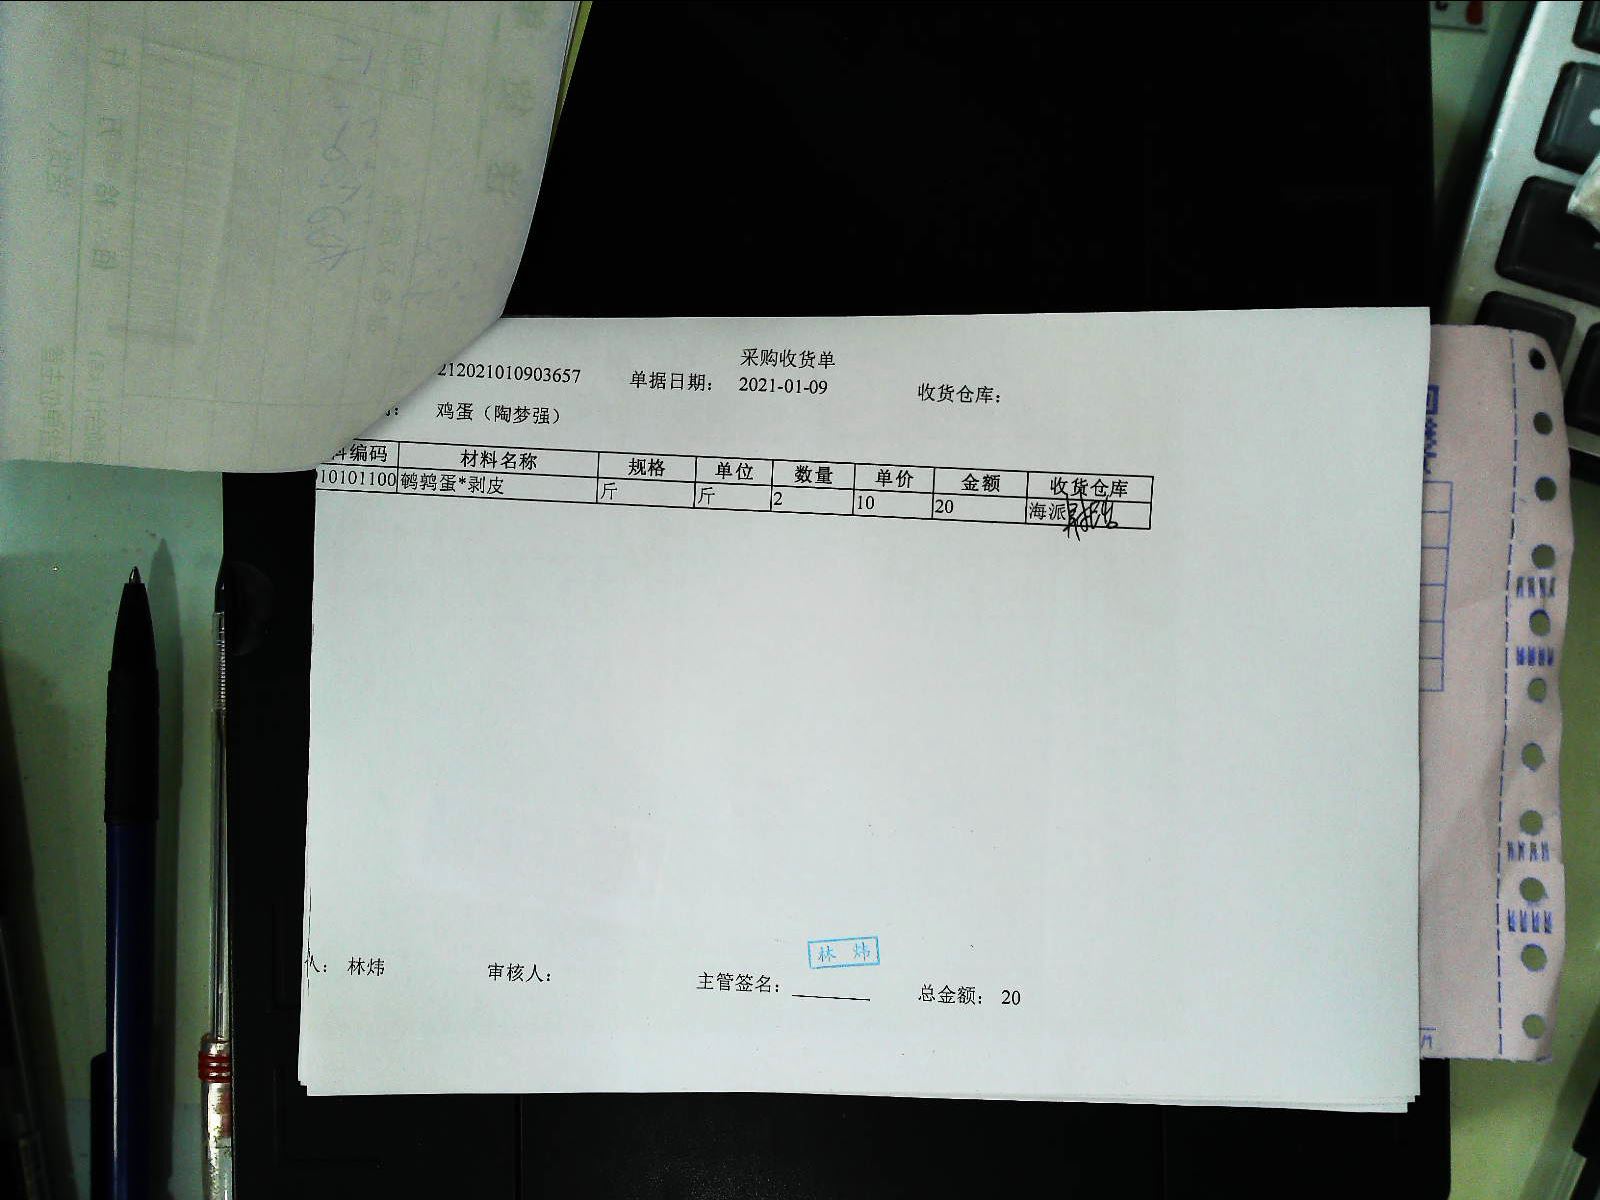 采购收货单
212021010903657 单据日期： 2021-01-09 收货仓库：
鸡蛋（陶梦强）
料编码 材料名称 规格 单位 数量 单价 金额 收货仓库
10101100 鹌鹑蛋*剥皮 斤 斤 2 10 20 海派
林 炜
人： 林炜 审核人： 主管签名： 总金额： 20